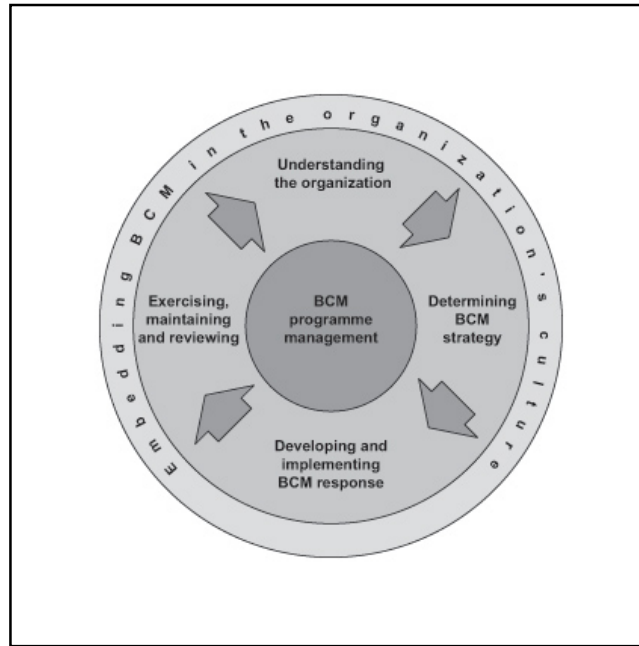 Embedding BCM in the organization's culture
Understanding
the organization
Exercising,
maintaining
and reviewing
BCM
programme
management
Determining
BCM
strategy
Developing and
implementing
BCM response